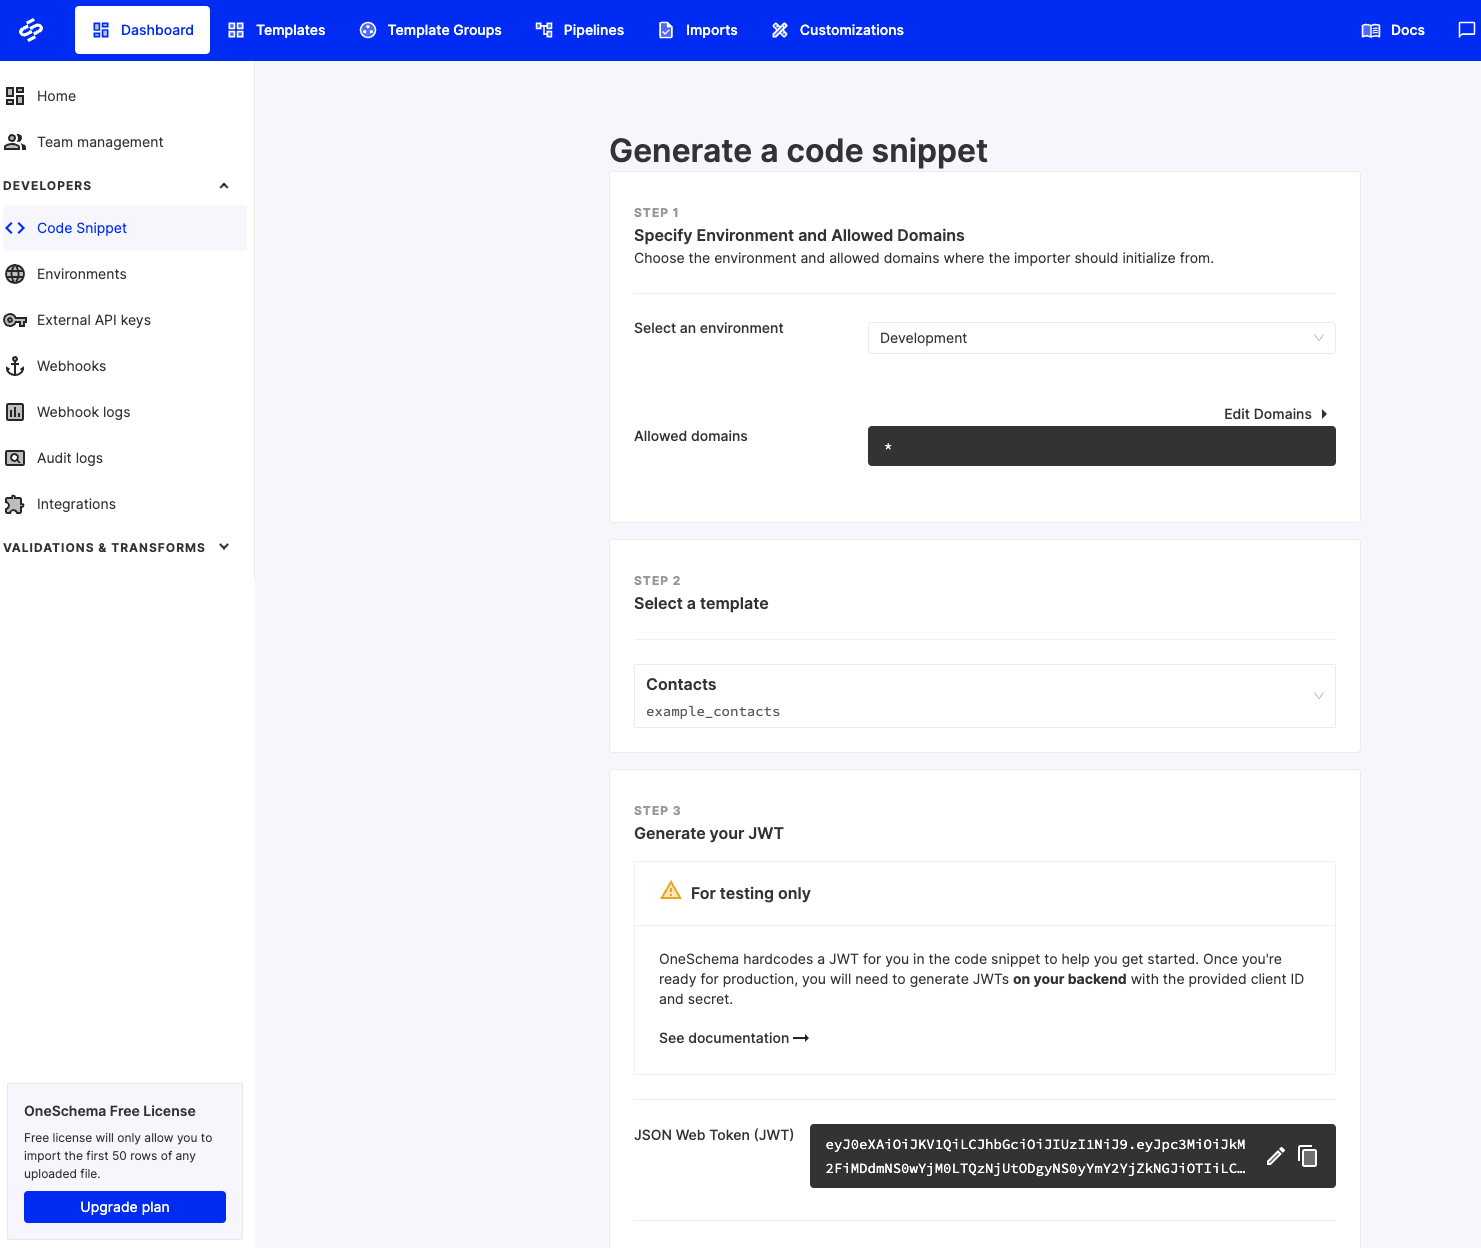 Dashboard
Templates
Template Groups
Pipelines
Imports
Customizations
Docs
Home
Team management
DEVELOPERS
Code Snippet
Environments
External API keys
Webhooks
Webhook logs
Audit logs
Integrations
VALIDATIONS & TRANSFORMS
OneSchema Free License
Free license will only allow you to
import the first 50 rows of any
uploaded file.
Upgrade plan
Generate a code snippet
STEP 1
Specify Environment and Allowed Domains
Choose the environment and allowed domains where the importer should initialize from.
Select an environment
Development
Edit Domains
Allowed domains
*
STEP 2
Select a template
Contacts
example_contacts
STEP 3
Generate your JWT
For testing only
OneSchema hardcodes a JWT for you in the code snippet to help you get started. Once you're
ready for production, you will need to generate JWTs on your backend with the provided client ID
and secret.
See documentation
JSON Web Token (JWT)
eyJ0eXAiOiJKV1QiLCJhbGciOiJIUzI1NiJ9.eyJpc3MiOiJkM
2FiMDdmNS0wYjM0LTQzNjUtODgyNS0yYmY2YjZkNGJiOTIiLC…